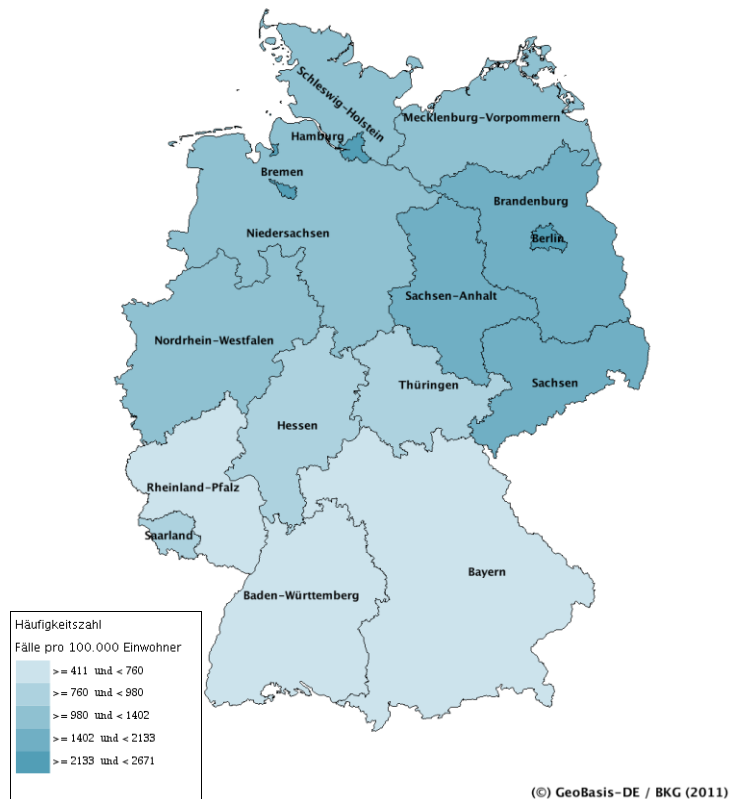 Schleswig-Holstein
Mecklenburg-Vorpommern
Hamburg
Bremen
Brandenburg
Niedersachsen
Berlin
Sachsen-Anhalt
Nordrhein-Westfalen
Thüringen
Sachsen
Hessen
Rheinland-Pfalz
Saarland
Bayern
Baden-Württemberg
Häufigkeitszahl
Fälle pro 100.000 Einwohner
>= 411 und < 760
>= 760 und < 980
>= 980 und < 1402
>= 1402 und < 2133
>= 2133 und < 2671
(©) GeoBasis-DE / BKG (2011)